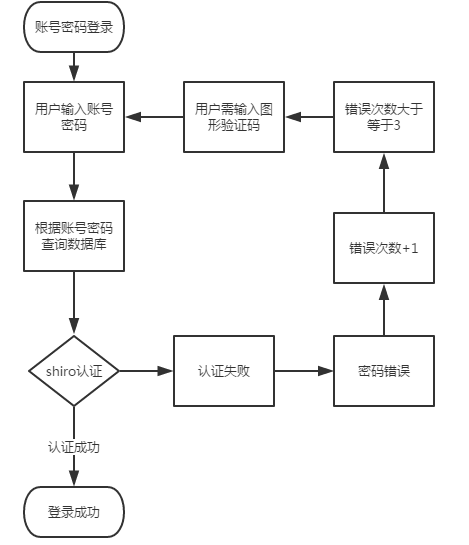 账号密码登录
用户输入账号
密码
用户需输入图
形验证码
错误次数大于
等于3
根据账号密码
查询数据库
错误次数+1
shiro认证
认证失败
密码错误
认证成功
登录成功